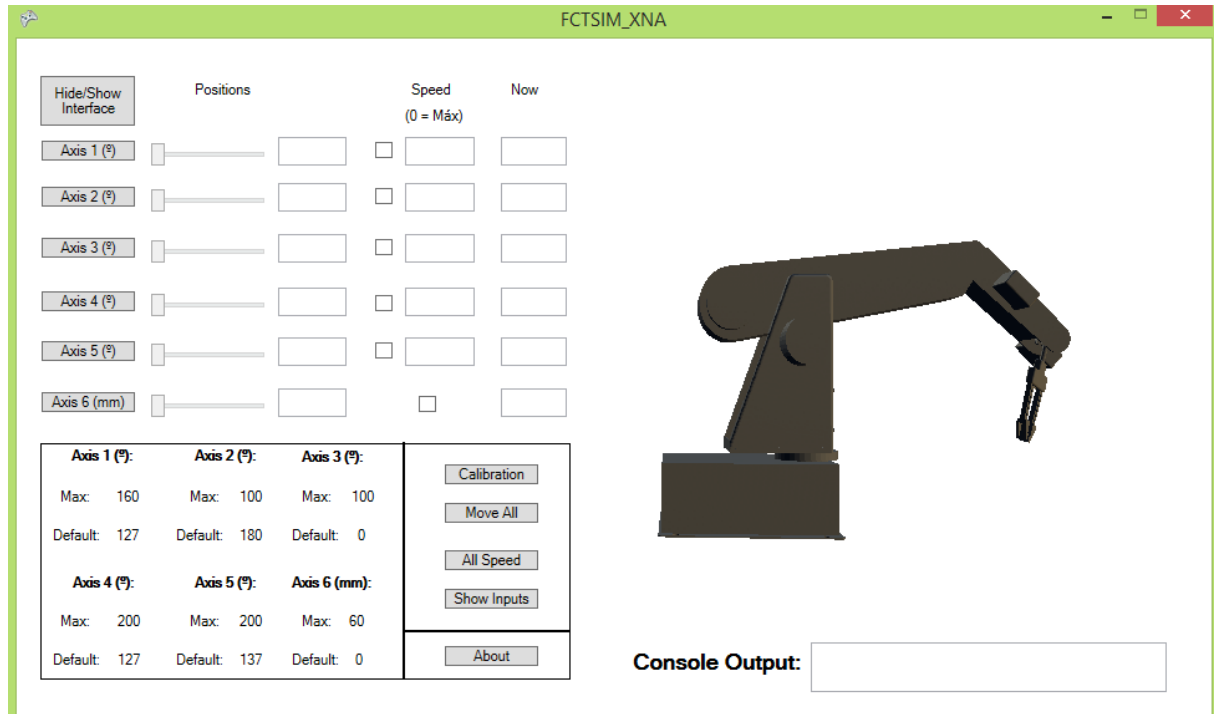 FCTSIM_XNA
Hide/Show
Interface
Positions
Speed
(0 = Máx)
Now
Axis 1 (º)
Axis 2 (º)
Axis 3 (º)
Axis 4 (º)
Axis 5 (º)
Axis 6 (mm)
Axis 1 (º): Axis 2 (º): Axis 3 (º):
Max: 160 Max: 100 Max: 100
Default: 127 Default: 180 Default: 0
Axis 4 (º): Axis 5 (º): Axis 6 (mm):
Max: 200 Max: 200 Max: 60
Default: 127 Default: 137 Default: 0
Calibration
Move All
All Speed
Show Inputs
About
Console Output: